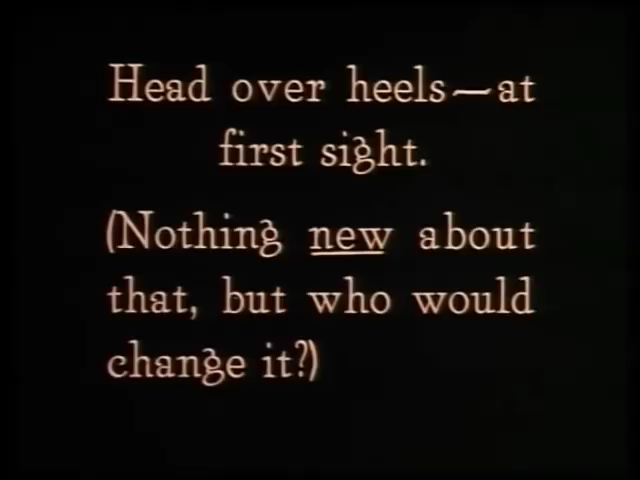 Head over heels—at
first sight.
(Nothing new about
that, but who would
change it?)